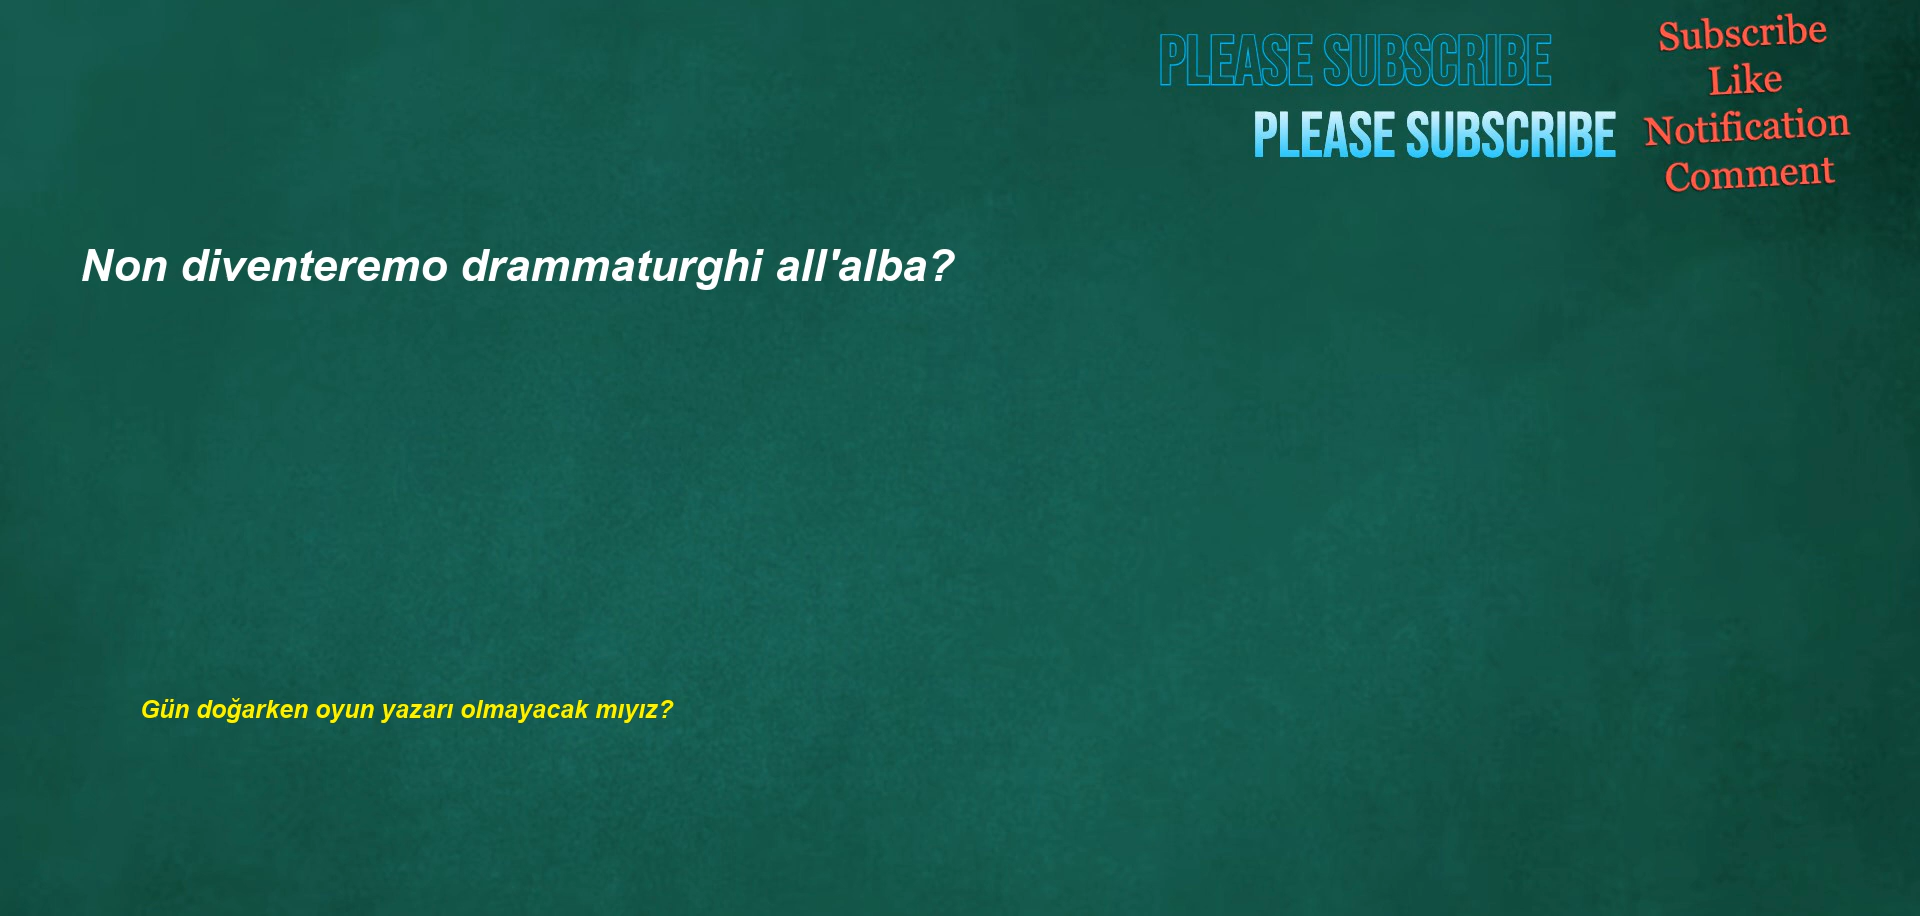 PLEASE SUBSCRIBE
PLEASE SUBSCRIBE
Subscribe
Like
Notification
Comment
Non diventeremo drammaturghi all'alba?
Gün doğarken oyun yazarı olmayacak mıyız?